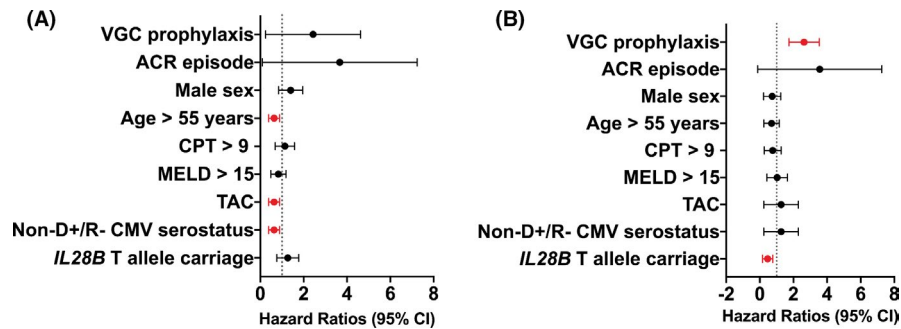 (A)
VGC prophylaxis
ACR episode
Male sex
Age > 55 years
CPT > 9
MELD > 15
TAC
Non-D+/R- CMV serostatus
IL28B T allele carriage
0 2 4 6 8
Hazard Ratios (95% CI)
(B)
VGC prophylaxis
ACR episode
Male sex
Age > 55 years
CPT > 9
MELD > 15
TAC
Non-D+/R- CMV serostatus
IL28B T allele carriage
-2 0 2 4 6 8
Hazard Ratios (95% CI)